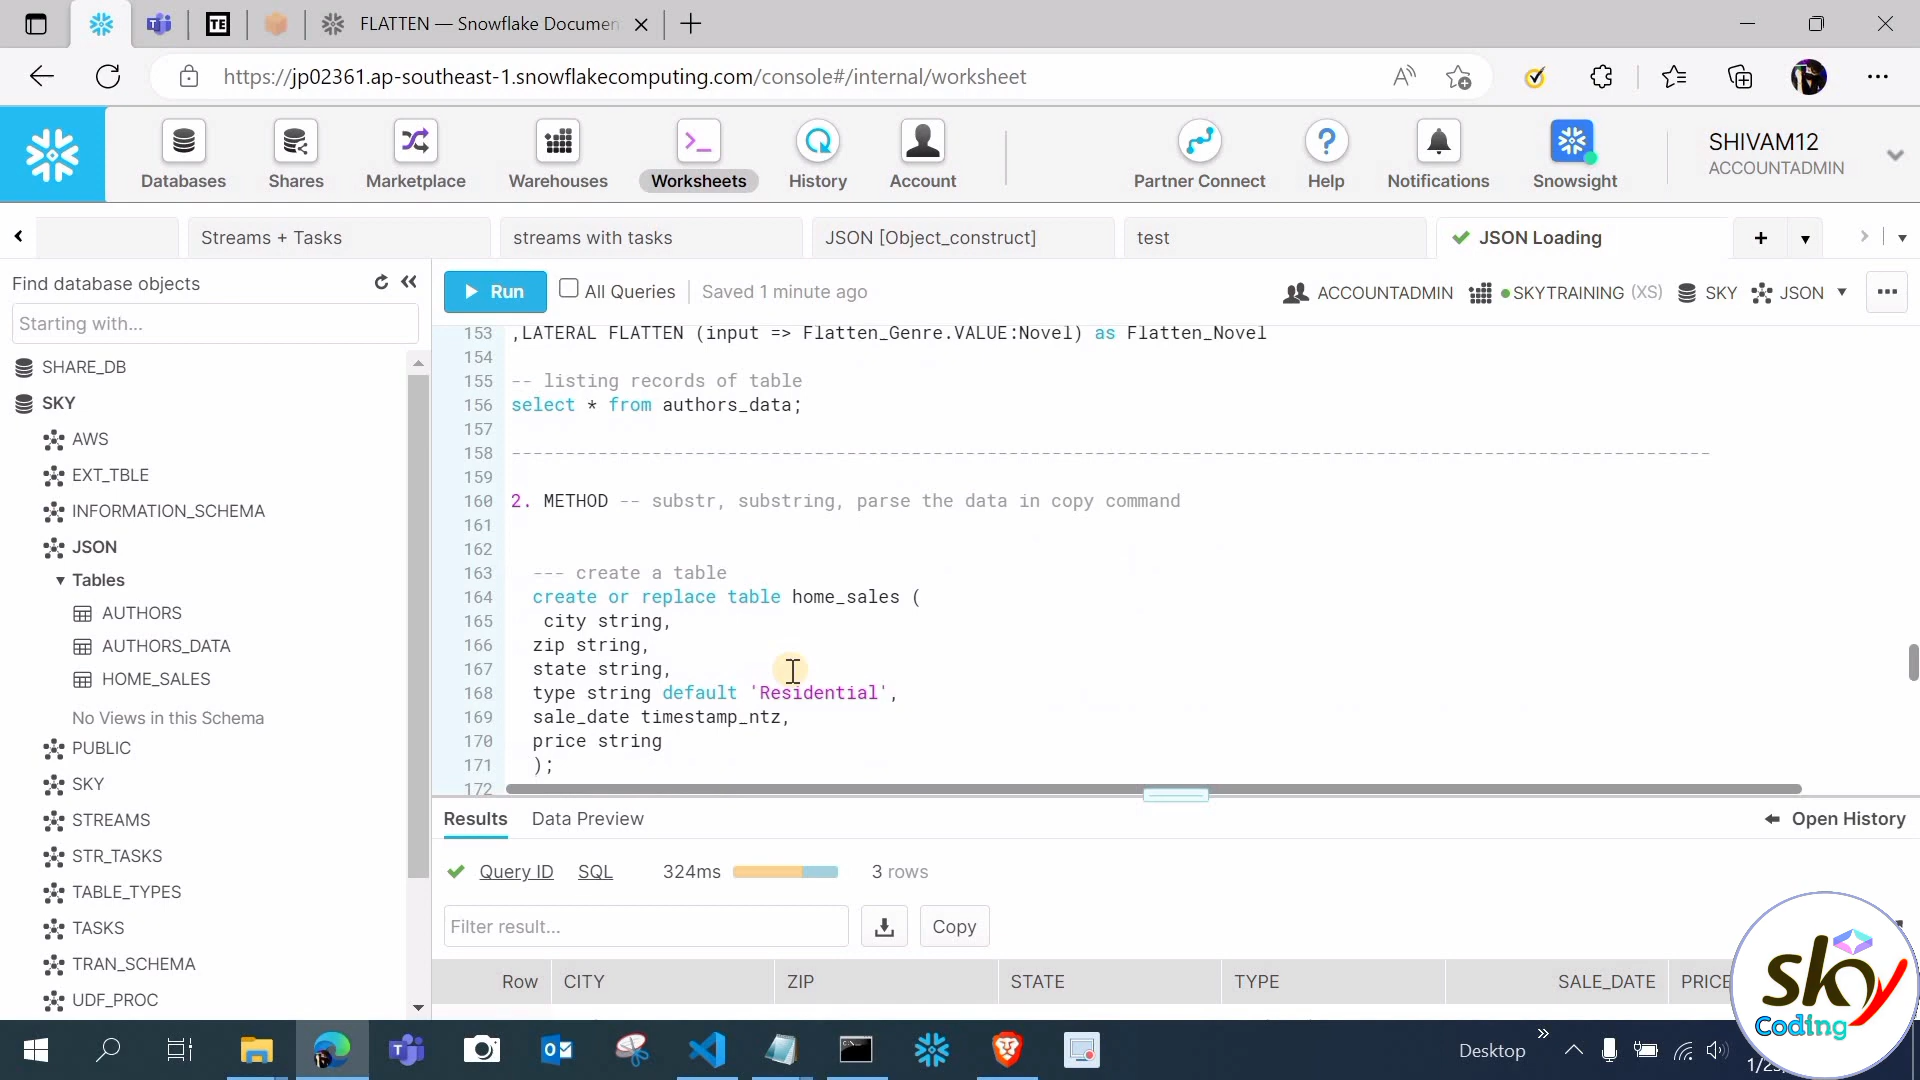 TE
FLATTEN — Snowflake Documen
https://jp02361.ap-southeast-1.snowflakecomputing.com/console#/internal/worksheet
Databases
Shares
Marketplace
Warehouses
Worksheets
History
Account
Partner Connect
Help
Notifications
Snowsight
SHIVAM12
ACCOUNTADMIN
Streams + Tasks
streams with tasks
JSON [Object_construct]
test
JSON Loading
Find database objects
Starting with...
SHARE_DB
SKY
AWS
EXT_TBLE
INFORMATION_SCHEMA
JSON
Tables
AUTHORS
AUTHORS_DATA
HOME_SALES
No Views in this Schema
PUBLIC
SKY
STREAMS
STR_TASKS
TABLE_TYPES
TASKS
TRAN_SCHEMA
UDF_PROC
Run
All Queries
Saved 1 minute ago
ACCOUNTADMIN
SKYTRAINING (XS)
SKY
JSON
153 ,LATERAL FLATTEN (input => Flatten_Genre.VALUE:Novel) as Flatten_Novel
154
155 -- listing records of table
156 select * from authors_data;
157
158 ---------------------------------------------------------------------------------------------------------------
159
160 2. METHOD -- substr, substring, parse the data in copy command
161
162
163 --- create a table
164 create or replace table home_sales (
165 city string,
166 zip string,
167 state string,
168 type string default 'Residential',
169 sale_date timestamp_ntz,
170 price string
171 );
172
Results
Data Preview
Open History
Query ID
SQL
324ms
3 rows
Filter result...
Copy
Row CITY ZIP STATE TYPE SALE_DATE PRICE
sky
Coding
Desktop